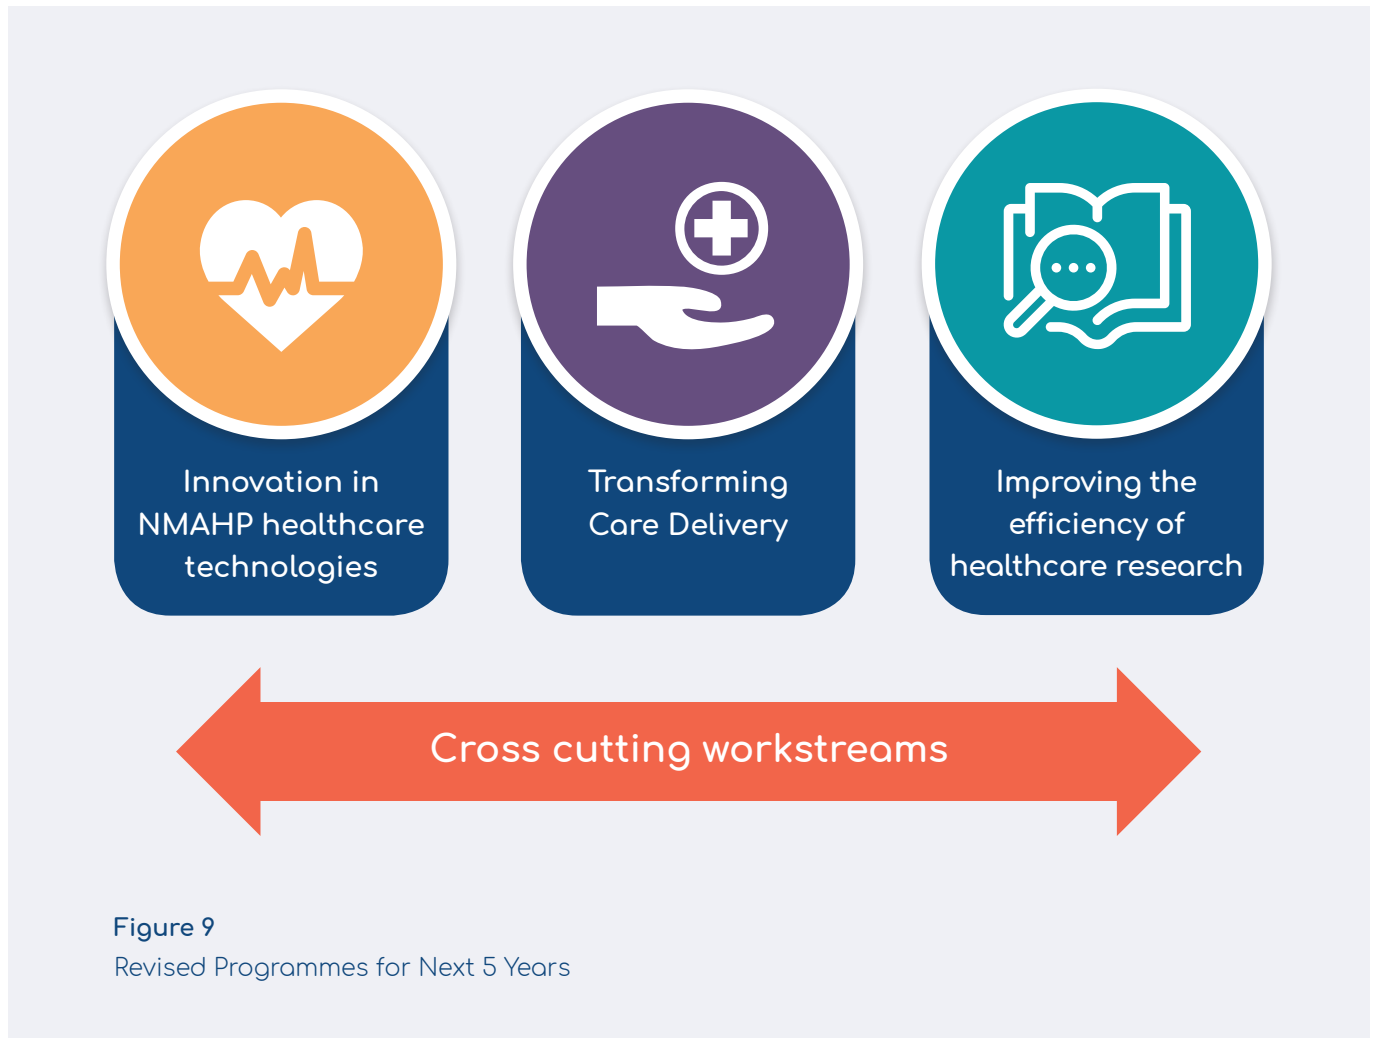 Innovation in
NMAHP healthcare
technologies
Transforming
Care Delivery
Improving the
efficiency of
healthcare research
Cross cutting workstreams
Figure 9
Revised Programmes for Next 5 Years